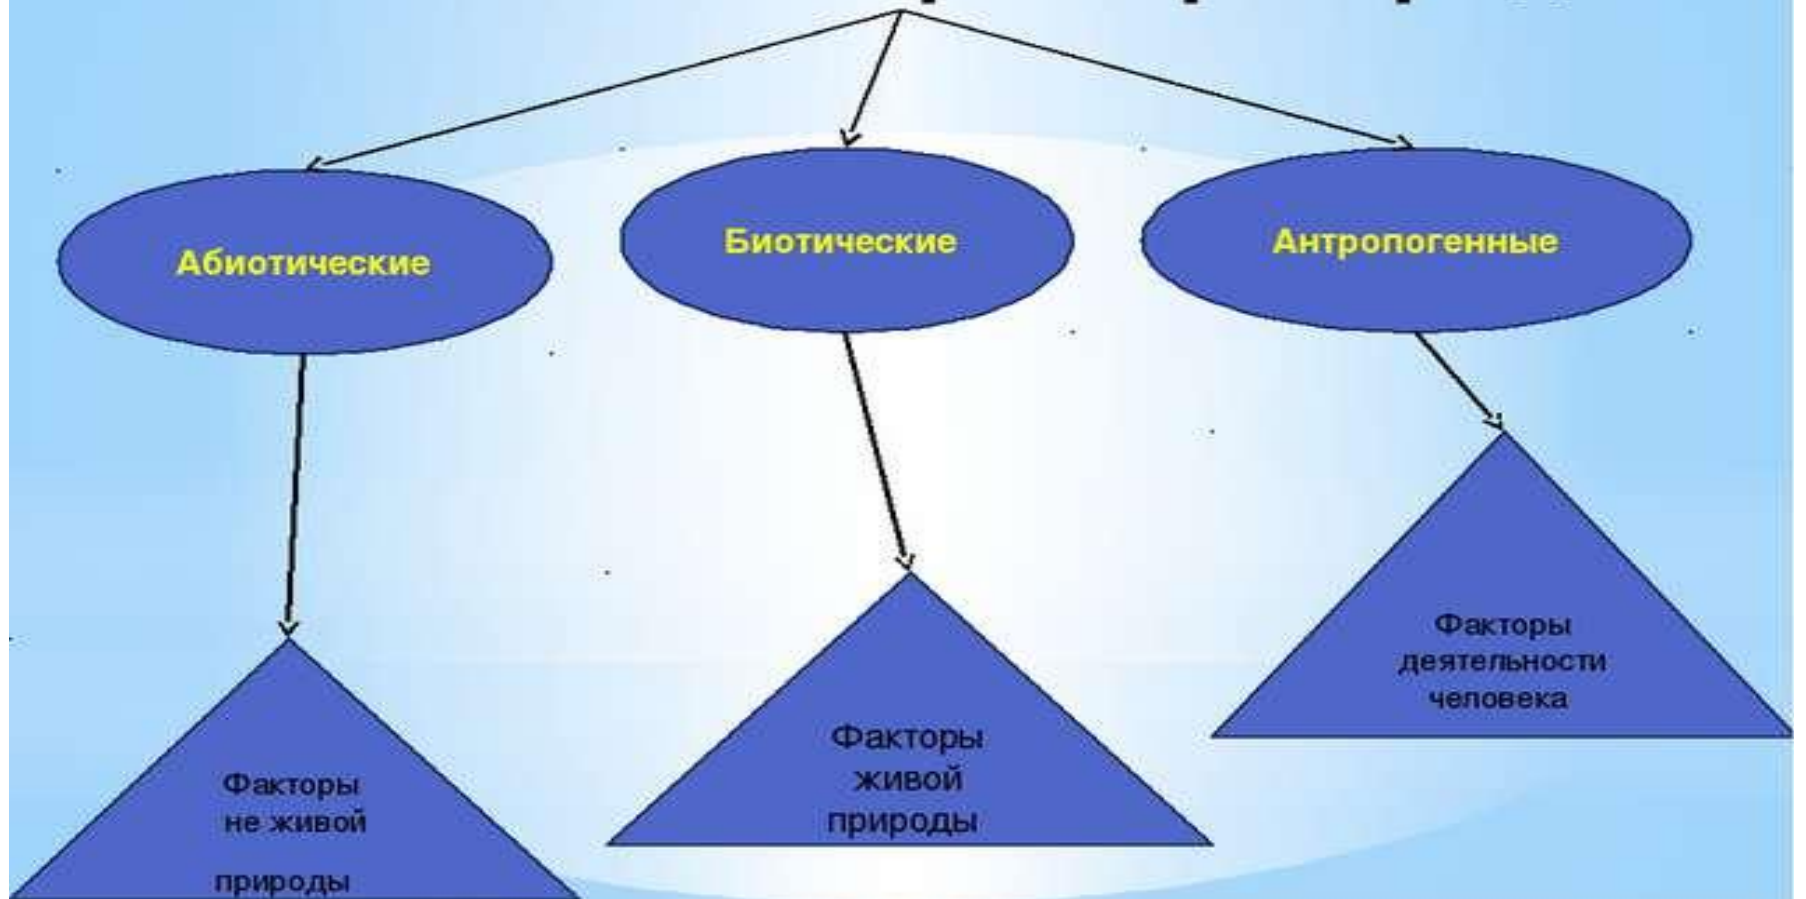 Абиотические
Биотические
Антропогенные
Факторы
не живой
природы
Факторы
живой
природы
Факторы
деятельности
человека